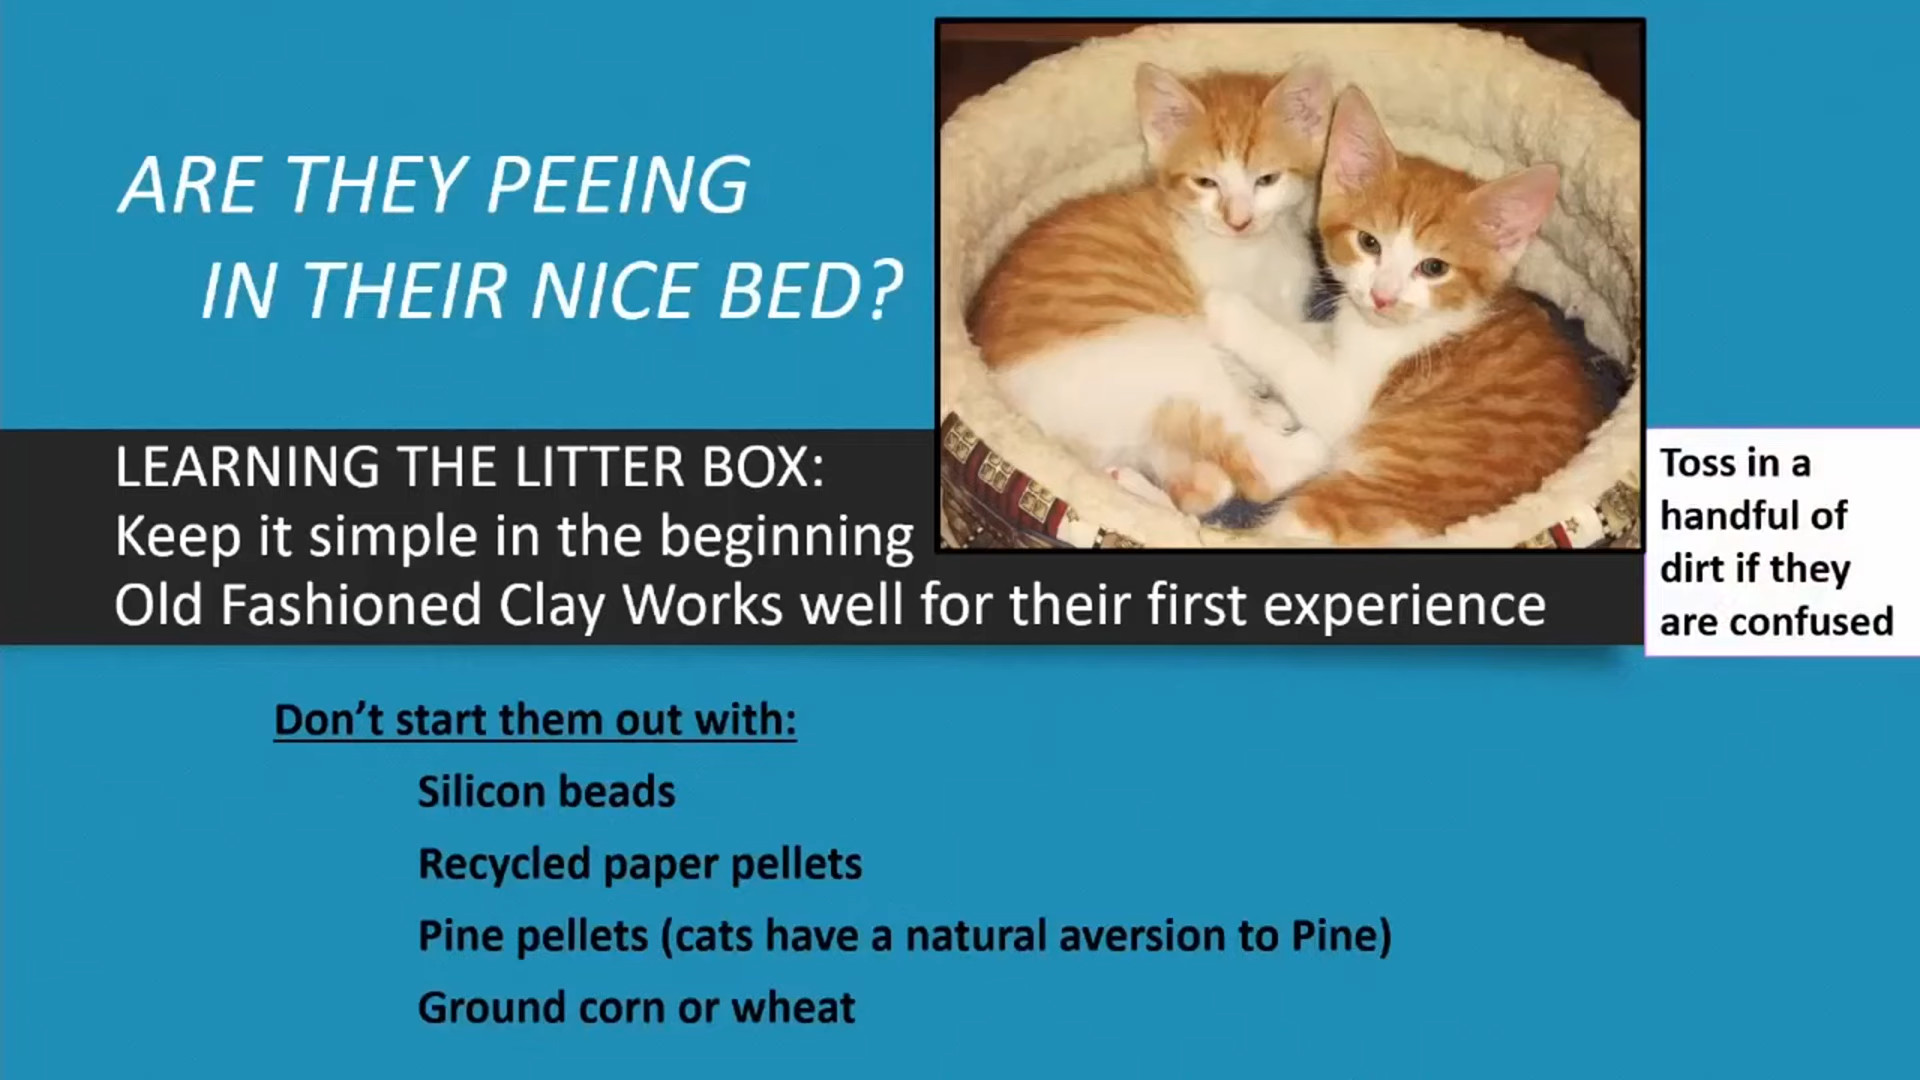 ARE THEY PEEING
IN THEIR NICE BED?
LEARNING THE LITTER BOX:
Keep it simple in the beginning
Old Fashioned Clay Works well for their first experience
Toss in a
handful of
dirt if they
are confused
Don’t start them out with:
Silicon beads
Recycled paper pellets
Pine pellets (cats have a natural aversion to Pine)
Ground corn or wheat